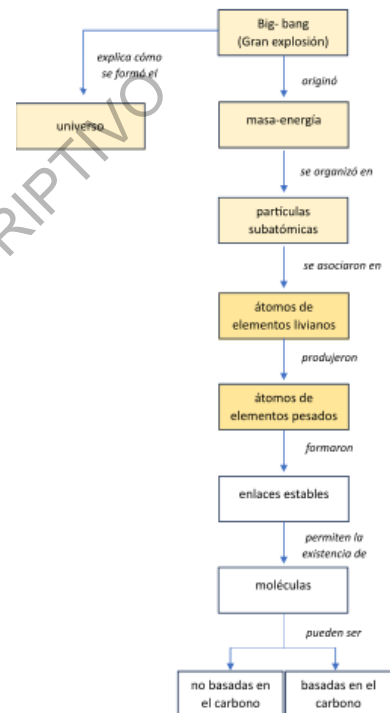 Big- bang
(Gran explosión)
explica cómo
se formó el
originó
universo
masa-energía
se organizó en
partículas
subatómicas
se asociaron en
átomos de
elementos livianos
produjeron
átomos de
elementos pesados
formaron
enlaces estables
permiten la
existencia de
moléculas
pueden ser
no basadas en
el carbono
basadas en el
carbono
RIPTIVO